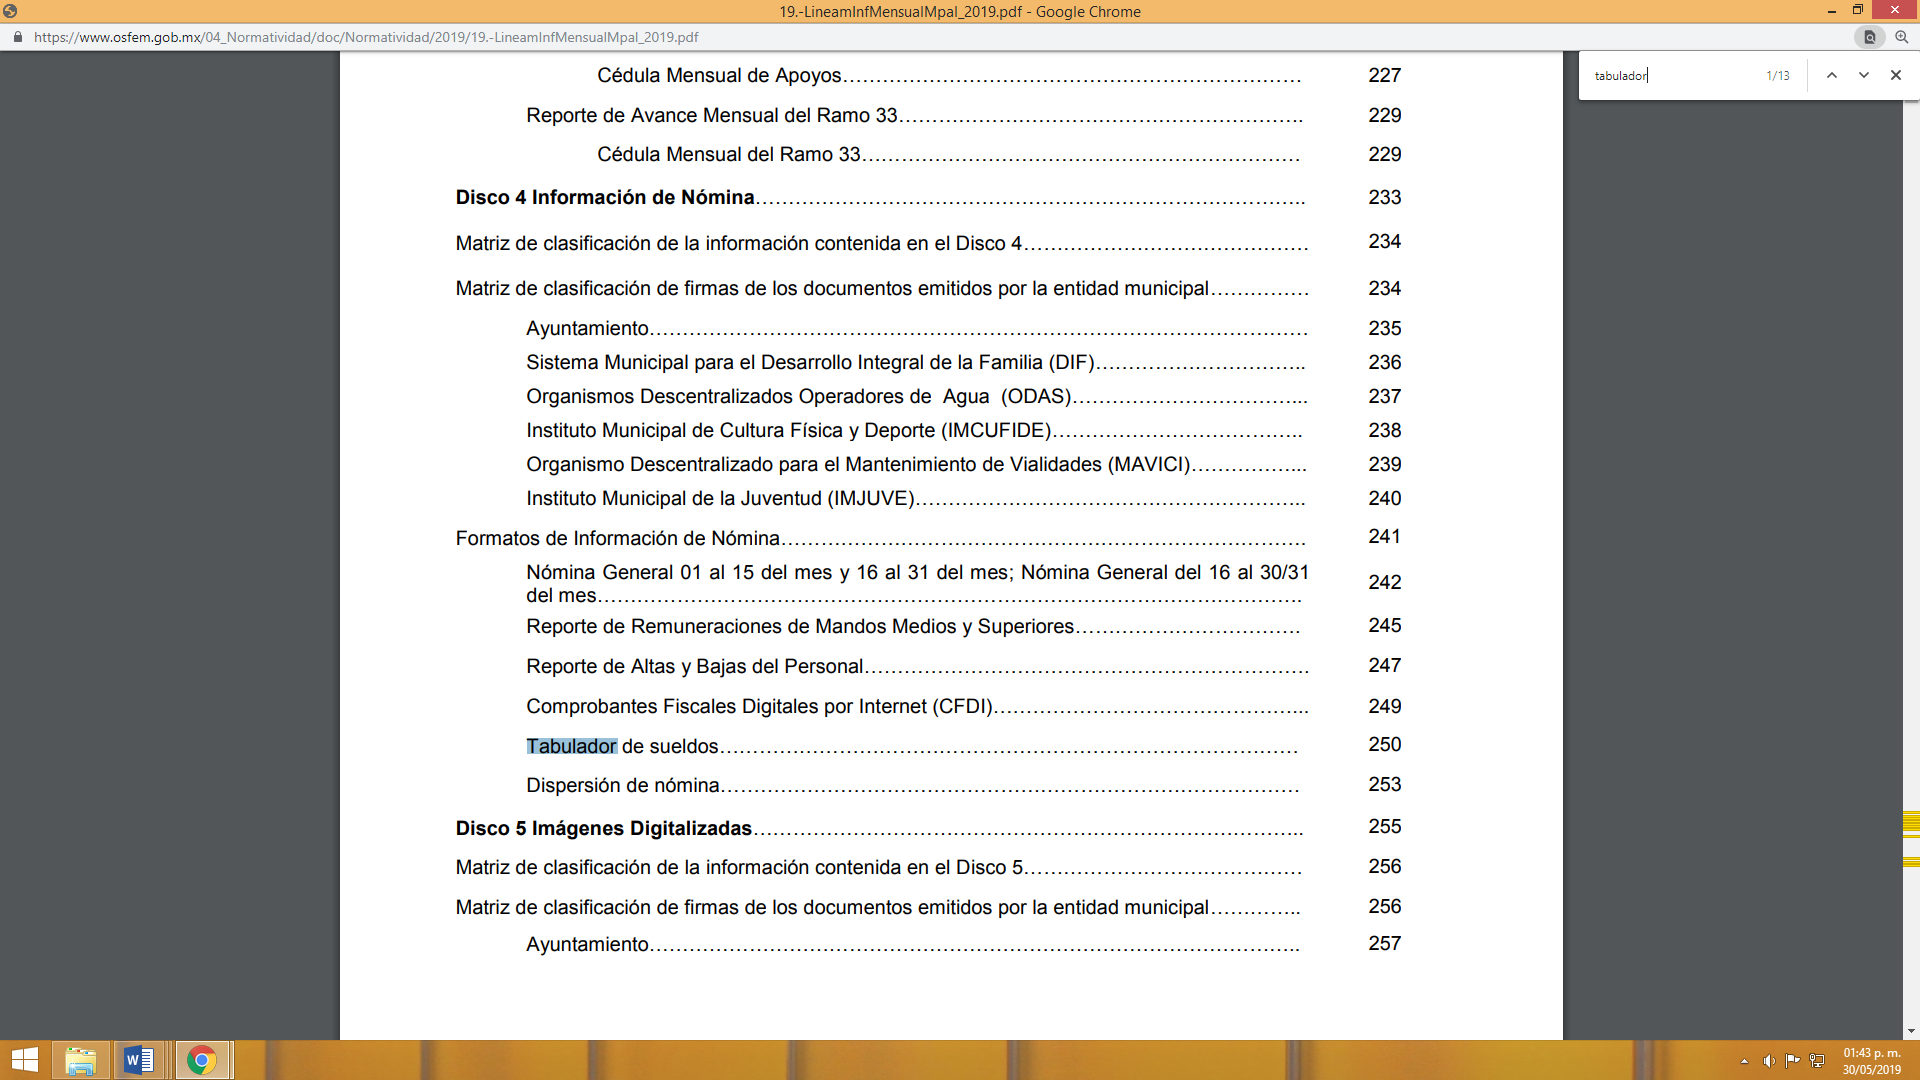 19.-LineamInfMensualMpal_2019.pdf - Google Chrome
https://www.osfem.gob.mx/04_Normatividad/doc/Normatividad/2019/19.-LineamInfMensualMpal_2019.pdf
tabulador 1/13
Cédula Mensual de Apoyos…………………………………………………………… 227
Reporte de Avance Mensual del Ramo 33…………………………………………………….. 229
Cédula Mensual del Ramo 33………………………………………………………… 229
Disco 4 Información de Nómina……………………………………………………………………….. 233
Matriz de clasificación de la información contenida en el Disco 4…………………………………… 234
Matriz de clasificación de firmas de los documentos emitidos por la entidad municipal…………… 234
Ayuntamiento……………………………………………………………………………………… 235
Sistema Municipal para el Desarrollo Integral de la Familia (DIF)………………………….. 236
Organismos Descentralizados Operadores de Agua (ODAS)……………………………... 237
Instituto Municipal de Cultura Física y Deporte (IMCUFIDE)……………………………….. 238
Organismo Descentralizado para el Mantenimiento de Vialidades (MAVICI)……………... 239
Instituto Municipal de la Juventud (IMJUVE)………………………………………………….. 240
Formatos de Información de Nómina……………………………………………………………………. 241
Nómina General 01 al 15 del mes y 16 al 31 del mes; Nómina General del 16 al 30/31
del mes……………………………………………………………………………………………. 242
Reporte de Remuneraciones de Mandos Medios y Superiores……………………………. 245
Reporte de Altas y Bajas del Personal………………………………………………………… 247
Comprobantes Fiscales Digitales por Internet (CFDI)………………………………………... 249
Tabulador de sueldos…………………………………………………………………………… 250
Dispersión de nómina…………………………………………………………………………… 253
Disco 5 Imágenes Digitalizadas……………………………………………………………………….. 255
Matriz de clasificación de la información contenida en el Disco 5…………………………………… 256
Matriz de clasificación de firmas de los documentos emitidos por la entidad municipal………….. 256
Ayuntamiento……………………………………………………………………………………. 257
01:43 p. m.
30/05/2019